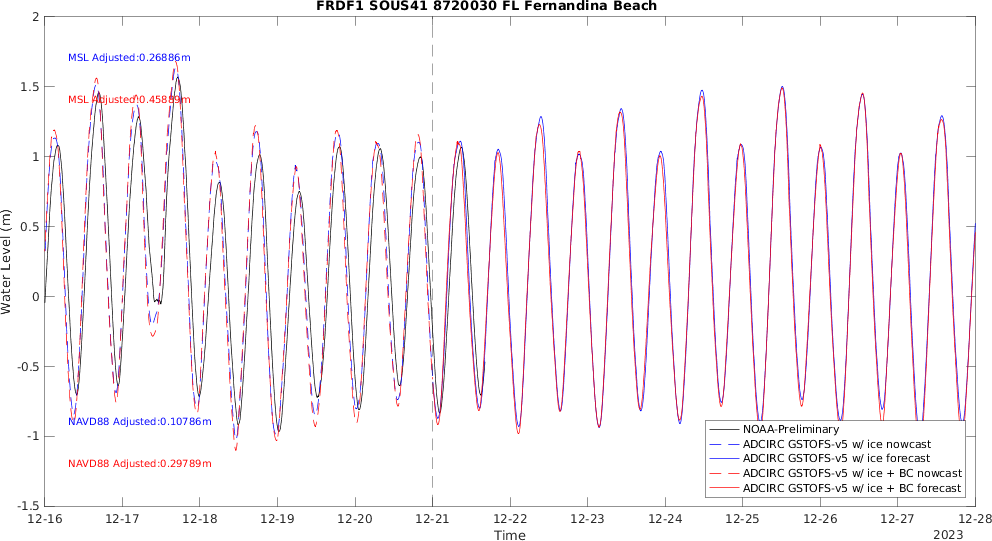 FRDF1 SOUS41 8720030 FL Fernandina Beach
2
1.5
1
0.5
0
-0.5
-1
-1.5
Water Level (m)
MSL Adjusted:0.26886m
MSL Adjusted:0.45889m
NAVD88 Adjusted:0.10786m
NAVD88 Adjusted:0.29789m
NOAA-Preliminary
ADCIRC GSTOFS-v5 w/ ice nowcast
ADCIRC GSTOFS-v5 w/ ice forecast
ADCIRC GSTOFS-v5 w/ ice + BC nowcast
ADCIRC GSTOFS-v5 w/ ice + BC forecast
12-16 12-17 12-18 12-19 12-20 12-21 12-22 12-23 12-24 12-25 12-26 12-27 12-28
Time
2023